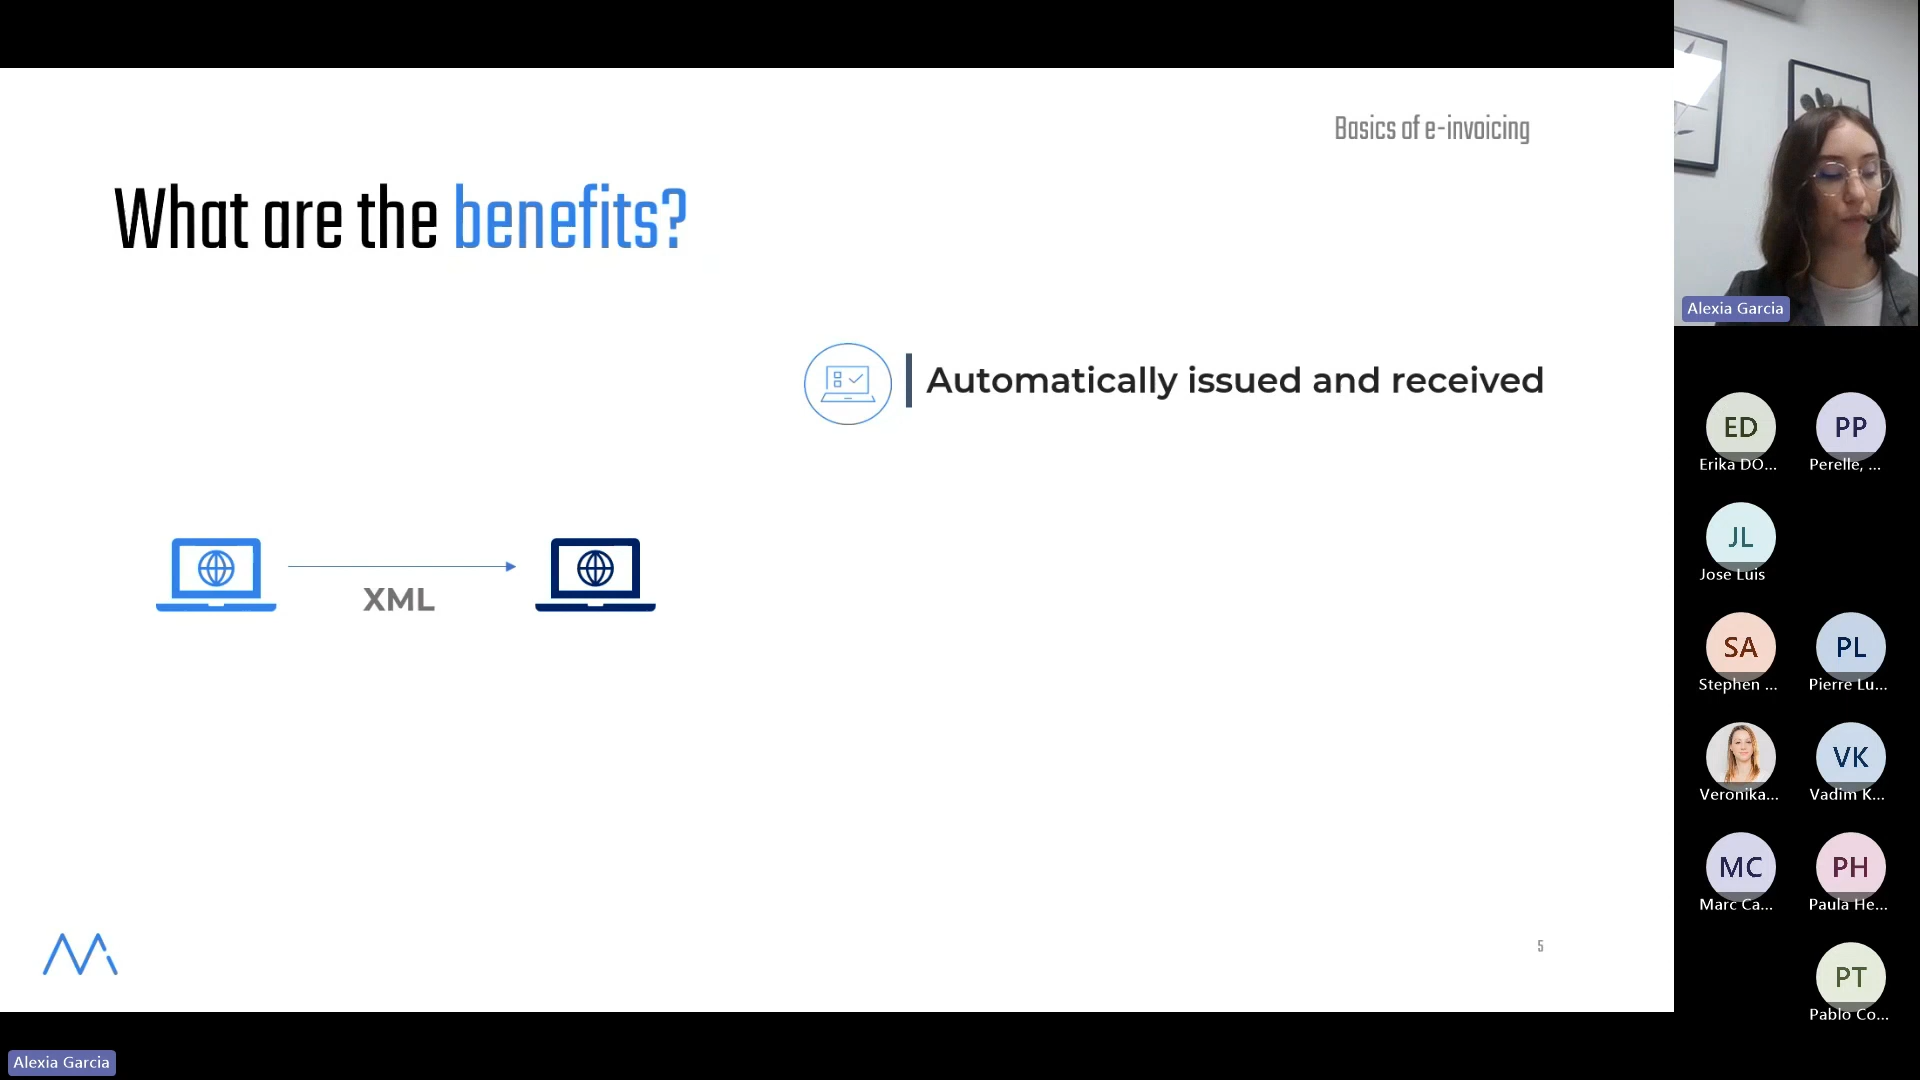 Basics of e-invoicing
What are the benefits?
Automatically issued and received
XML
5
Alexia Garcia
ED
PP
Erika DO...
Perelle, ...
JL
Jose Luis
SA
PL
Stephen ...
Pierre Lu...
VK
Veronika...
Vadim K...
MC
PH
Marc Ca...
Paula He...
PT
Pablo Co...
Alexia Garcia